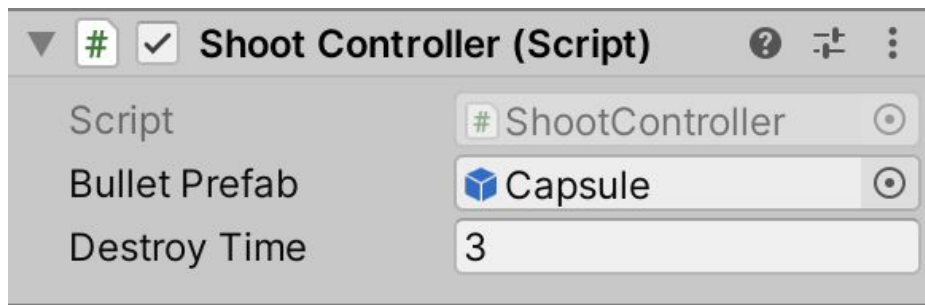 # Shoot Controller (Script)
Script # ShootController
Bullet Prefab Capsule
Destroy Time 3